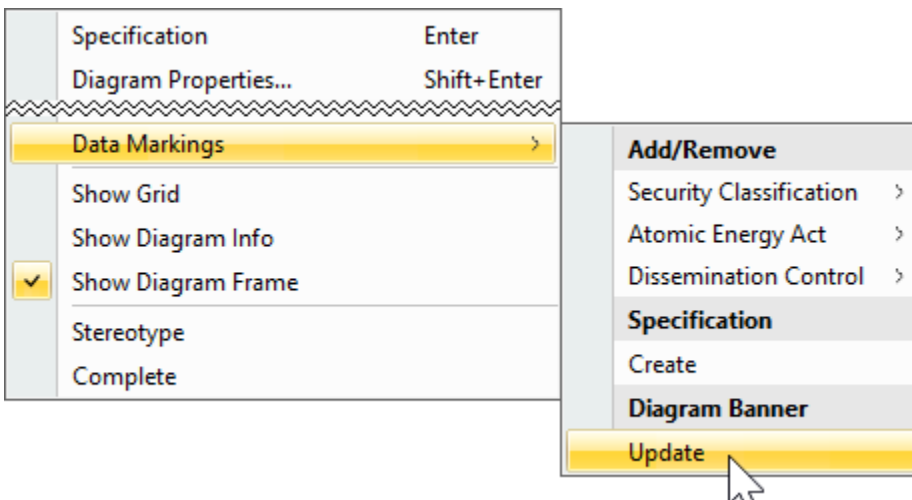 Specification Enter
Diagram Properties... Shift+Enter
Data Markings
Show Grid
Show Diagram Info
Show Diagram Frame
Stereotype
Complete
Add/Remove
Security Classification
Atomic Energy Act
Dissemination Control
Specification
Create
Diagram Banner
Update